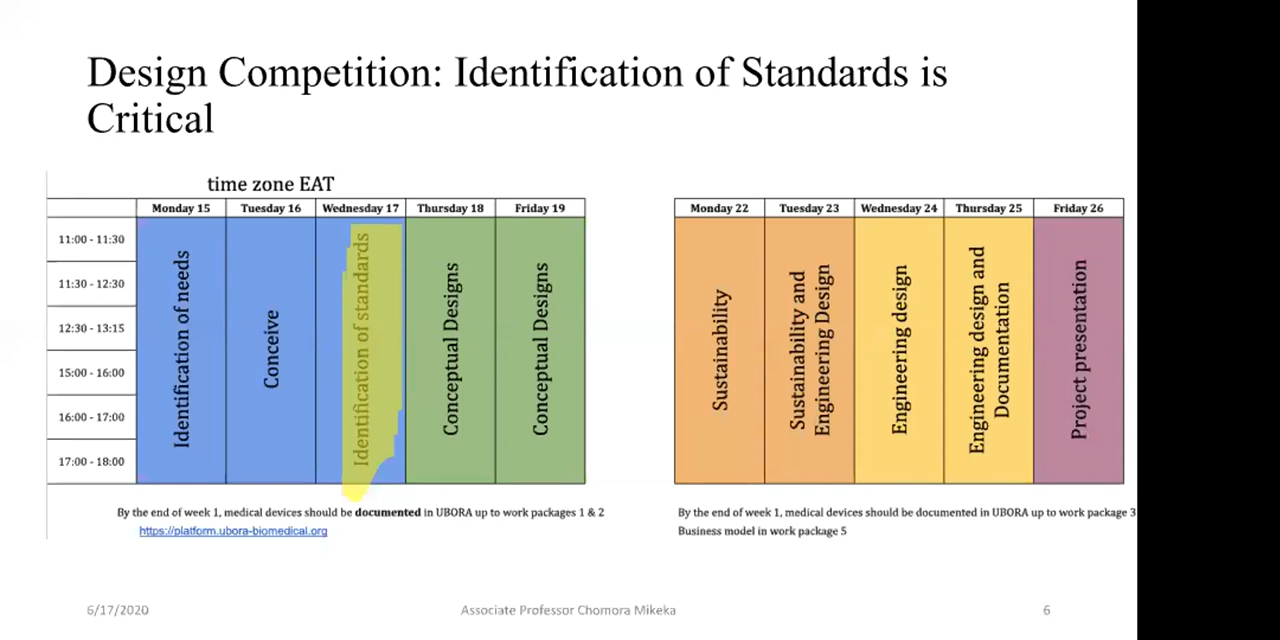 Design Competition: Identification of Standards is
Critical
time zone EAT
Monday 15
Tuesday 16
Wednesday 17
Thursday 18
Friday 19
11:00 - 11:30
11:30 - 12:30
12:30 - 13:15
15:00 - 16:00
16:00 - 17:00
17:00 - 18:00
Identification of needs
Conceive
Identification of standards
Conceptual Designs
Conceptual Designs
By the end of week 1, medical devices should be documented in UBORA up to work packages 1 & 2
https://platform.ubora-biomedical.org
Monday 22
Tuesday 23
Wednesday 24
Thursday 25
Friday 26
Sustainability
Sustainability and
Engineering Design
Engineering design
Engineering design and
Documentation
Project presentation
By the end of week 1, medical devices should be documented in UBORA up to work package 3
Business model in work package 5
6/17/2020
Associate Professor Chomora Mikeka
6